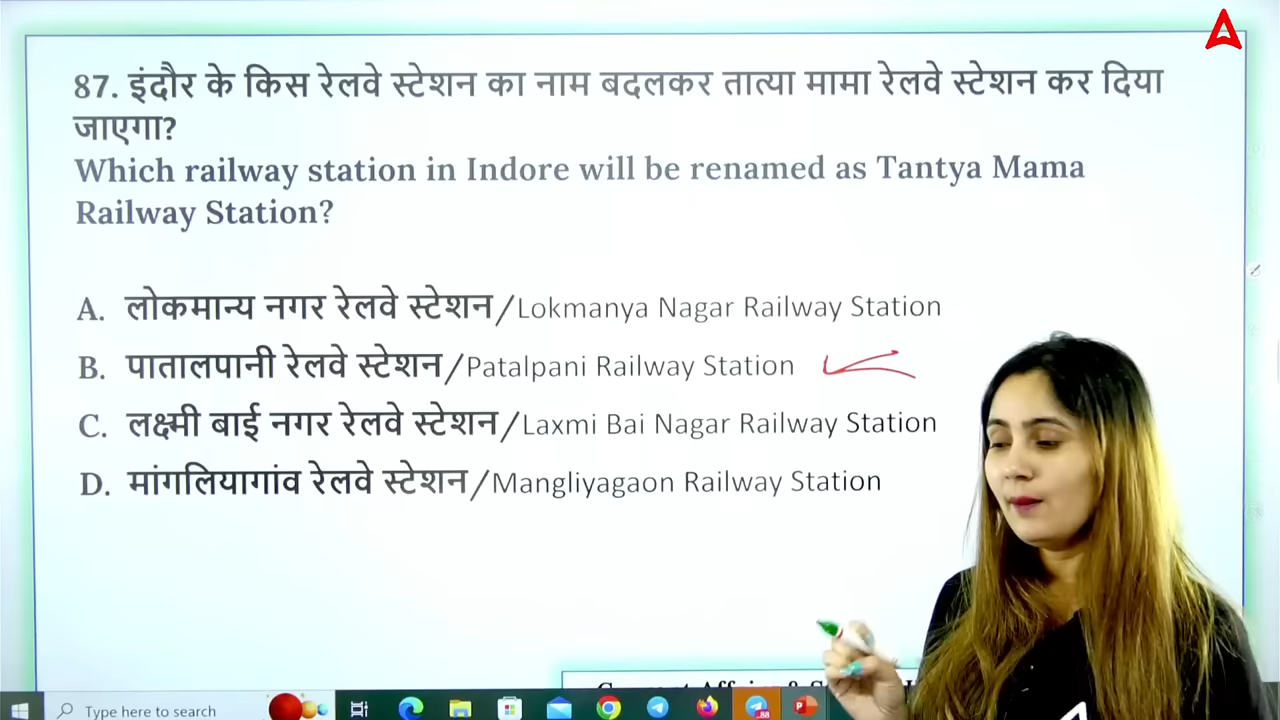 87. इंदौर के किस रेलवे स्टेशन का नाम बदलकर तात्या मामा रेलवे स्टेशन कर दिया
जाएगा?
Which railway station in Indore will be renamed as Tantya Mama
Railway Station?
A. लोकमान्य नगर रेलवे स्टेशन/Lokmanya Nagar Railway Station
B. पातालपानी रेलवे स्टेशन/Patalpani Railway Station
C. लक्ष्मी बाई नगर रेलवे स्टेशन/Laxmi Bai Nagar Railway Station
D. मांगलियागांव रेलवे स्टेशन/Mangliyagaon Railway Station
Type here to search
88